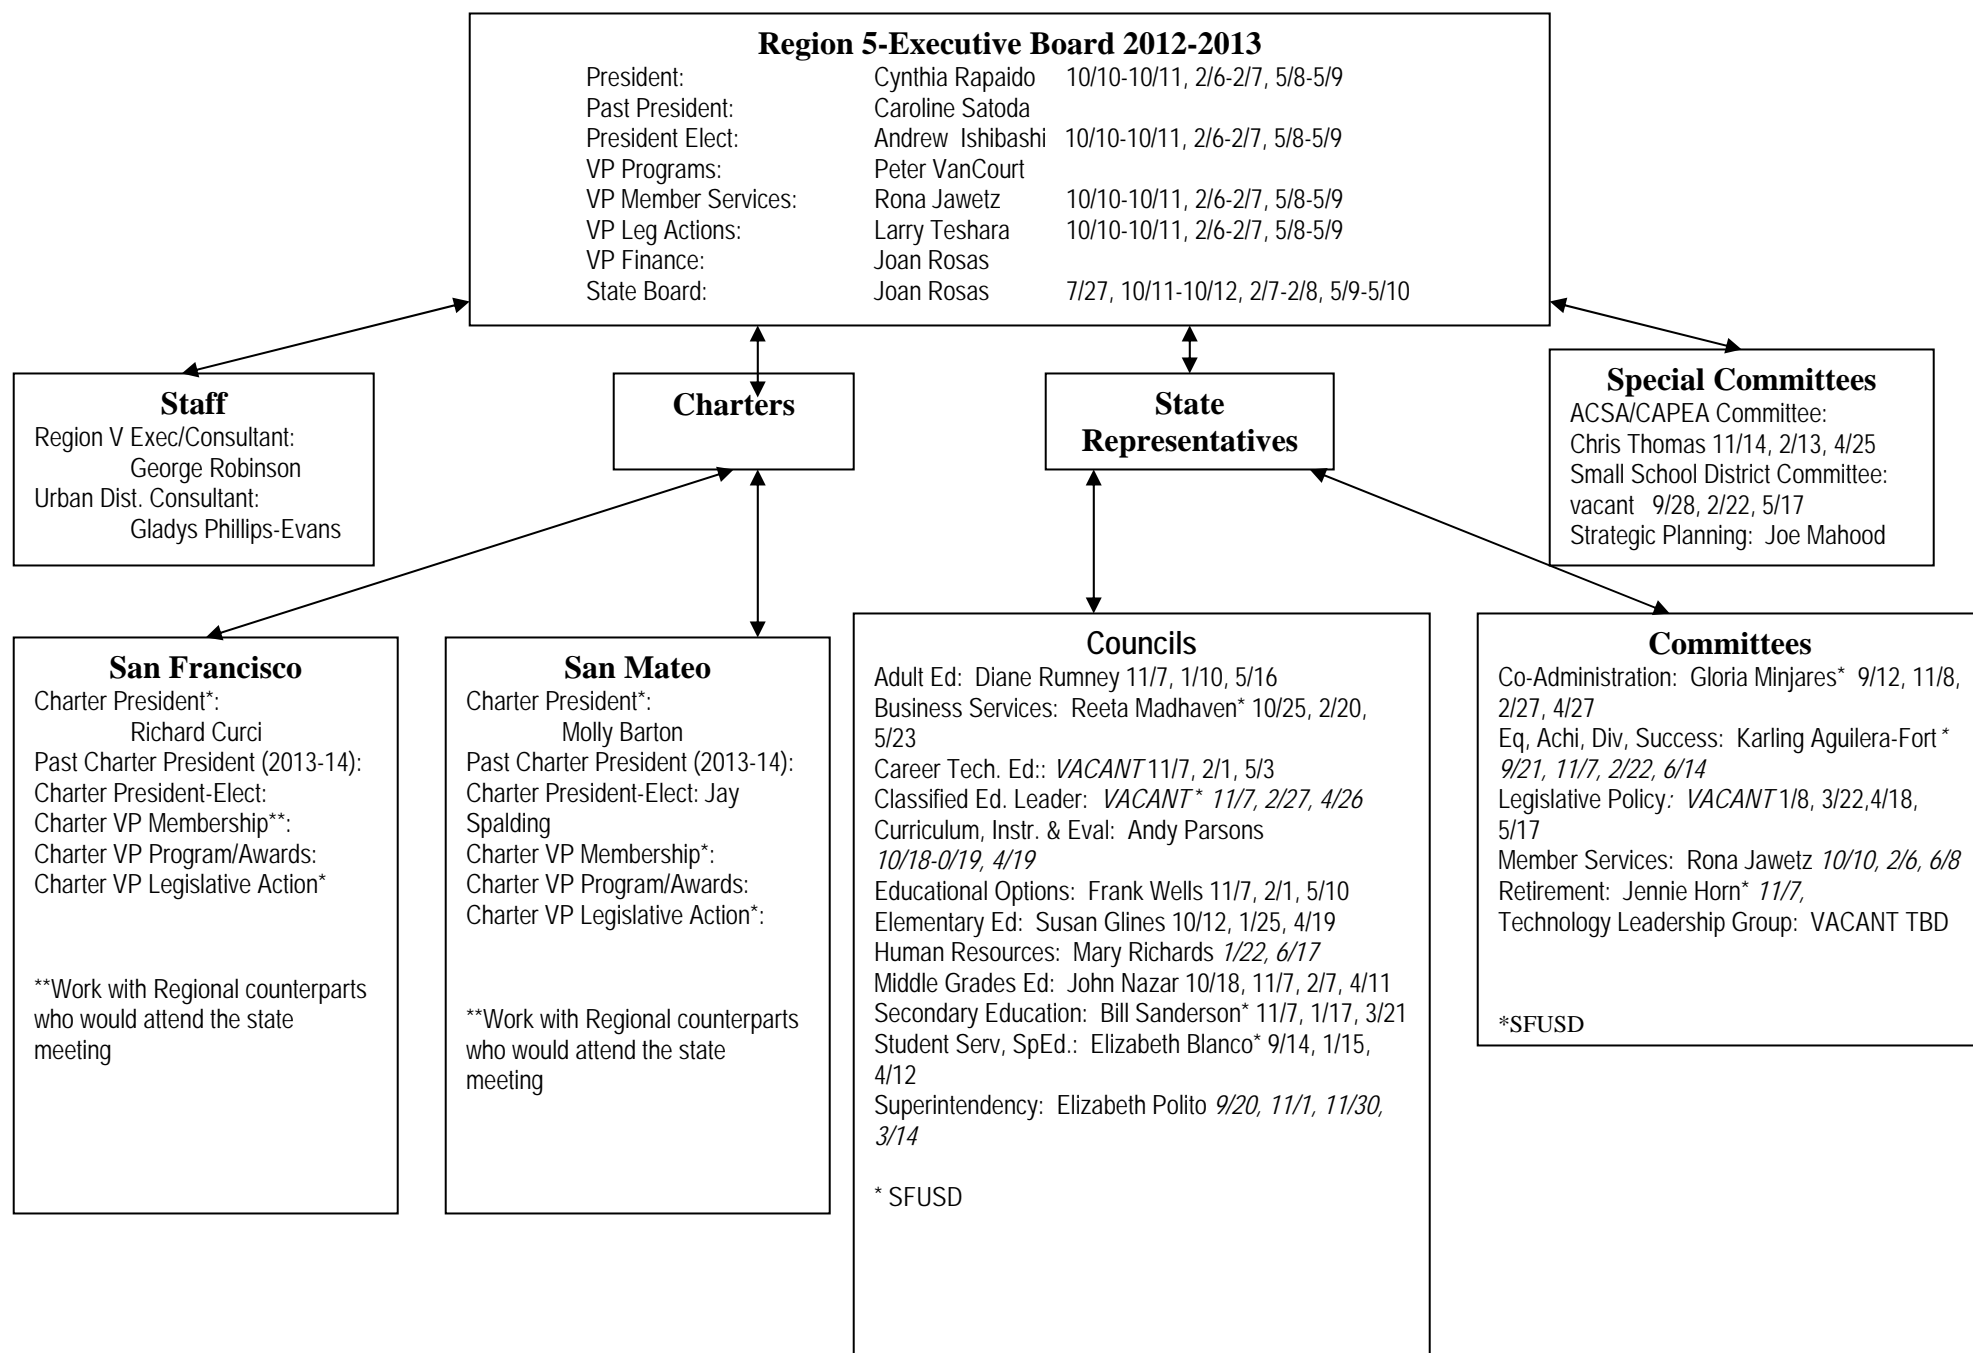 Region 5-Executive Board 2012-2013
President: Cynthia Rapaido 10/10-10/11, 2/6-2/7, 5/8-5/9
Past President: Caroline Satoda
President Elect: Andrew Ishibashi 10/10-10/11, 2/6-2/7, 5/8-5/9
VP Programs: Peter VanCourt
VP Member Services: Rona Jawetz 10/10-10/11, 2/6-2/7, 5/8-5/9
VP Leg Actions: Larry Teshara 10/10-10/11, 2/6-2/7, 5/8-5/9
VP Finance: Joan Rosas
State Board: Joan Rosas 7/27, 10/11-10/12, 2/7-2/8, 5/9-5/10
Staff
Region V Exec/Consultant:
George Robinson
Urban Dist. Consultant:
Gladys Phillips-Evans
Charters
State
Representatives
Special Committees
ACSA/CAPEA Committee:
Chris Thomas 11/14, 2/13, 4/25
Small School District Committee:
vacant 9/28, 2/22, 5/17
Strategic Planning: Joe Mahood
San Francisco
Charter President*:
Richard Curci
Past Charter President (2013-14):
Charter President-Elect:
Charter VP Membership**:
Charter VP Program/Awards:
Charter VP Legislative Action*
**Work with Regional counterparts
who would attend the state
meeting
San Mateo
Charter President*:
Molly Barton
Past Charter President (2013-14):
Charter President-Elect: Jay
Spalding
Charter VP Membership*:
Charter VP Program/Awards:
Charter VP Legislative Action*:
**Work with Regional counterparts
who would attend the state
meeting
Councils
Adult Ed: Diane Rumney 11/7, 1/10, 5/16
Business Services: Reeta Madhaven* 10/25, 2/20,
5/23
Career Tech. Ed:: VACANT 11/7, 2/1, 5/3
Classified Ed. Leader: VACANT* 11/7, 2/27, 4/26
Curriculum, Instr. & Eval: Andy Parsons
10/18-0/19, 4/19
Educational Options: Frank Wells 11/7, 2/1, 5/10
Elementary Ed: Susan Glines 10/12, 1/25, 4/19
Human Resources: Mary Richards 1/22, 6/17
Middle Grades Ed: John Nazar 10/18, 11/7, 2/7, 4/11
Secondary Education: Bill Sanderson* 11/7, 1/17, 3/21
Student Serv, SpEd.: Elizabeth Blanco* 9/14, 1/15,
4/12
Superintendency: Elizabeth Polito 9/20, 11/1, 11/30,
3/14
* SFUSD
Committees
Co-Administration: Gloria Minjares* 9/12, 11/8,
2/27, 4/27
Eq, Achi, Div, Success: Karling Aguilera-Fort *
9/21, 11/7, 2/22, 6/14
Legislative Policy: VACANT 1/8, 3/22,4/18,
5/17
Member Services: Rona Jawetz 10/10, 2/6, 6/8
Retirement: Jennie Horn* 11/7,
Technology Leadership Group: VACANT TBD
*SFUSD